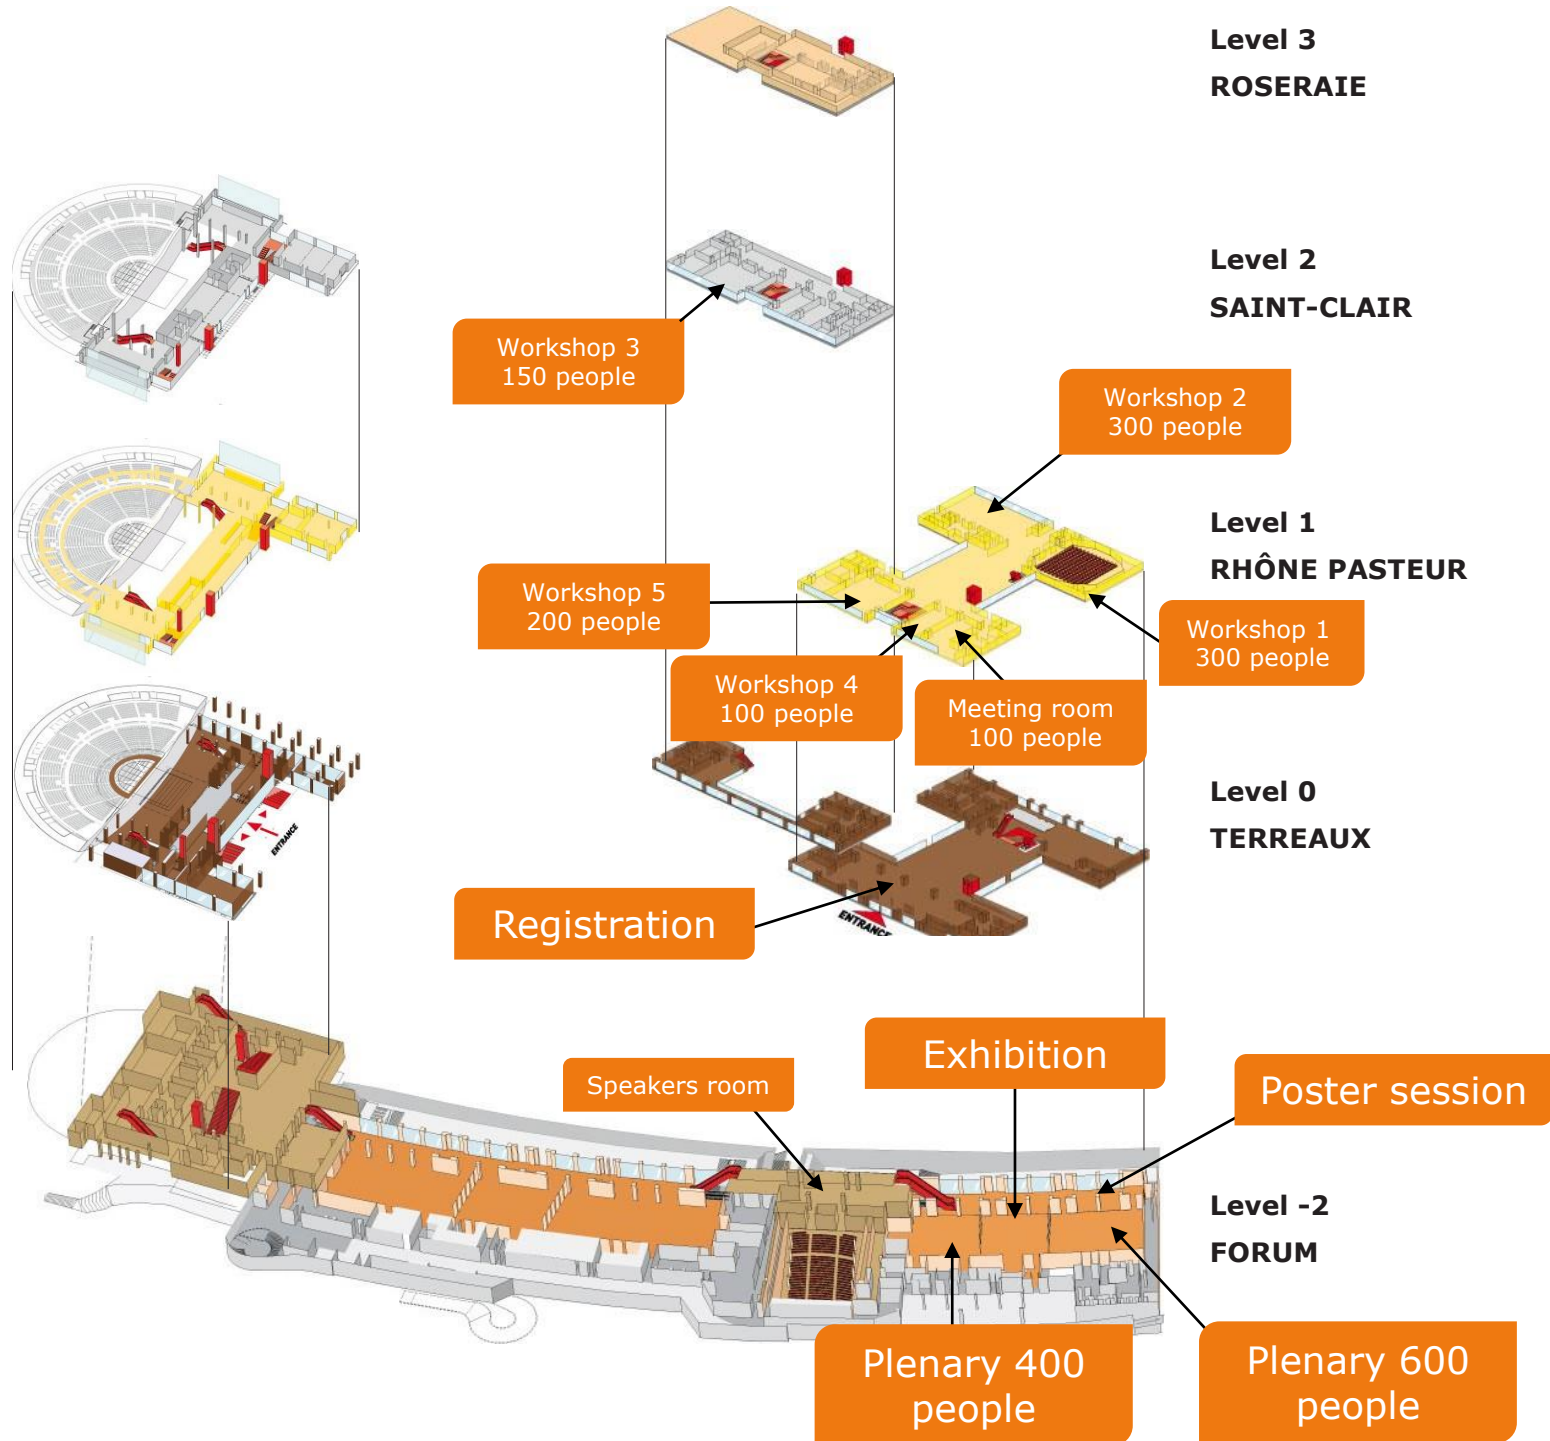 Level 3
ROSERAIE
Level 2
SAINT-CLAIR
Workshop 3
150 people
Workshop 2
300 people
Level 1
RHÔNE PASTEUR
Workshop 5
200 people
Workshop 1
300 people
Workshop 4
100 people
Meeting room
100 people
Level 0
TERREAUX
ENTRANCE
Registration
ENTRANCE
Exhibition
Speakers room
Poster session
Level -2
FORUM
Plenary 400
people
Plenary 600
people